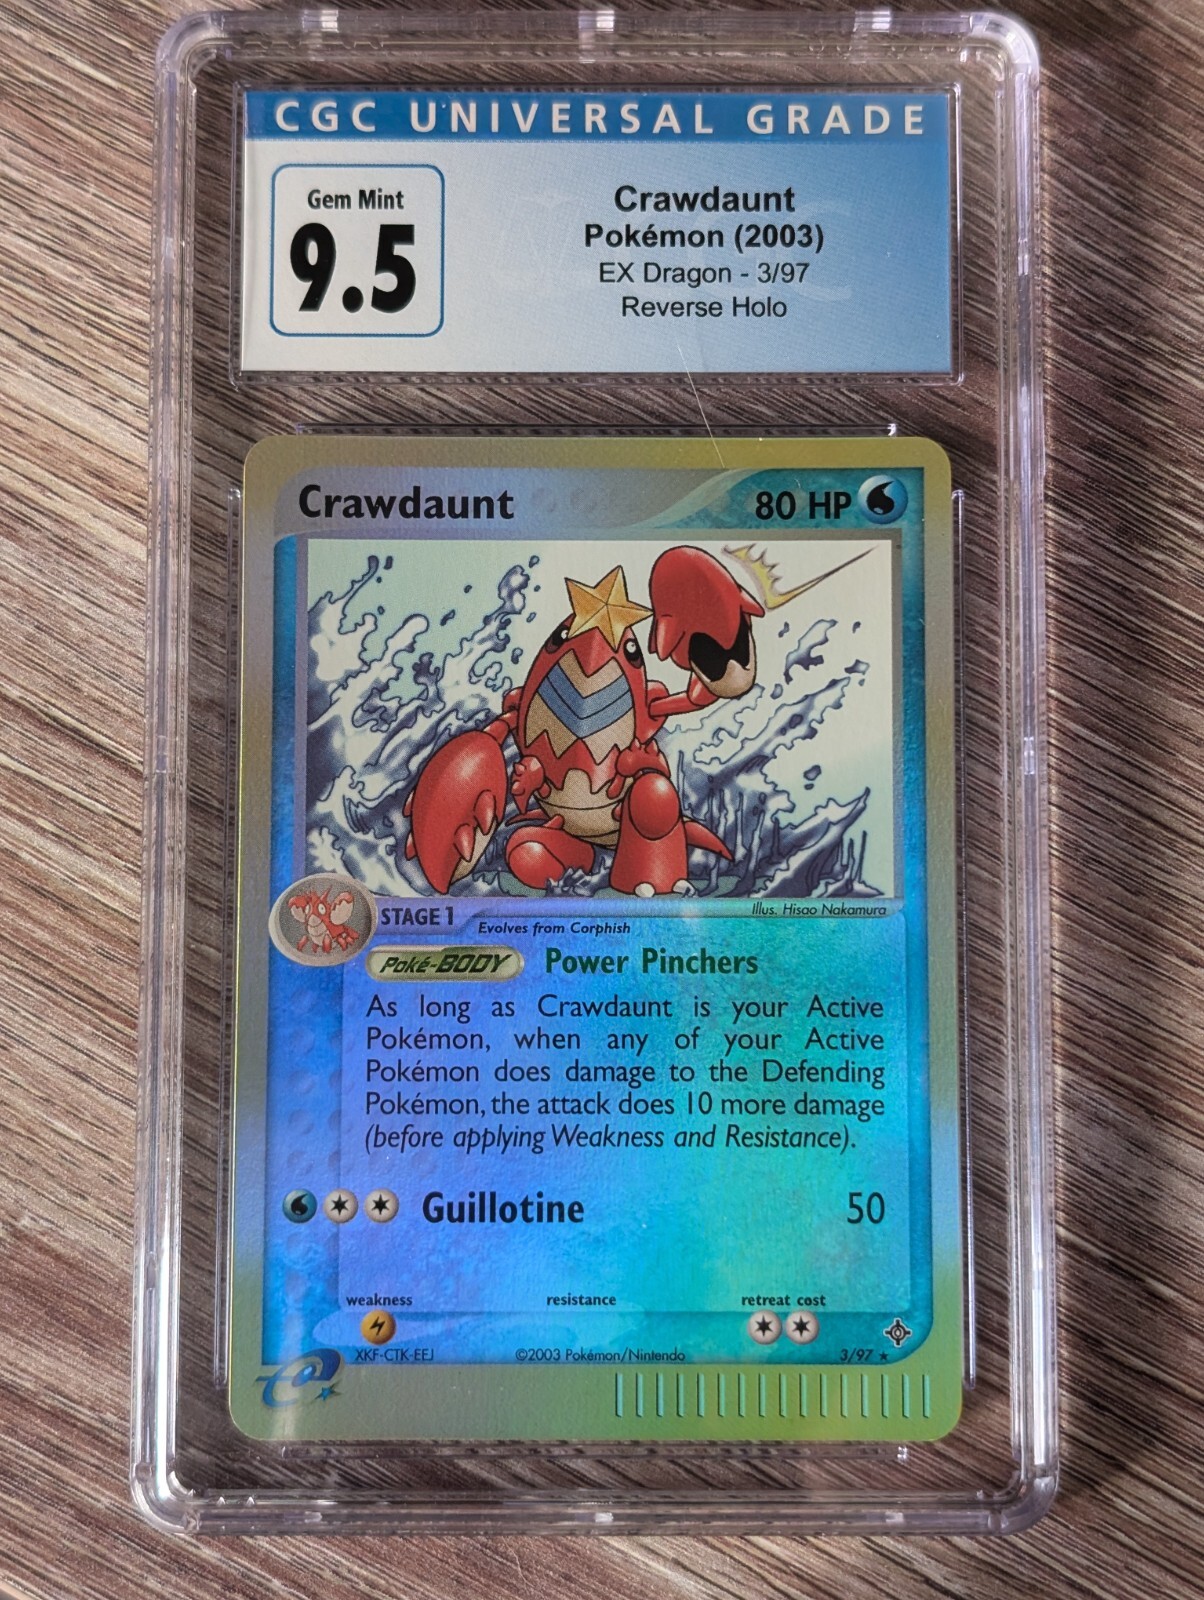 CGC UNIVERSAL GRADE
Gem Mint
9.5
Crawdaunt
Pokémon (2003)
EX Dragon - 3/97
Reverse Holo
Crawdaunt
80 HP
STAGE 1
Illus. Hisao Nakamura
Evolves from Corphish
Poké-BODY Power Pinchers
As long as Crawdaunt is your Active
Pokémon, when any of your Active
Pokémon does damage to the Defending
Pokémon, the attack does 10 more damage
(before applying Weakness and Resistance).
Guillotine 50
weakness resistance retreat cost
XKF-CTK-EEJ ©2003 Pokémon/Nintendo 3/97
e